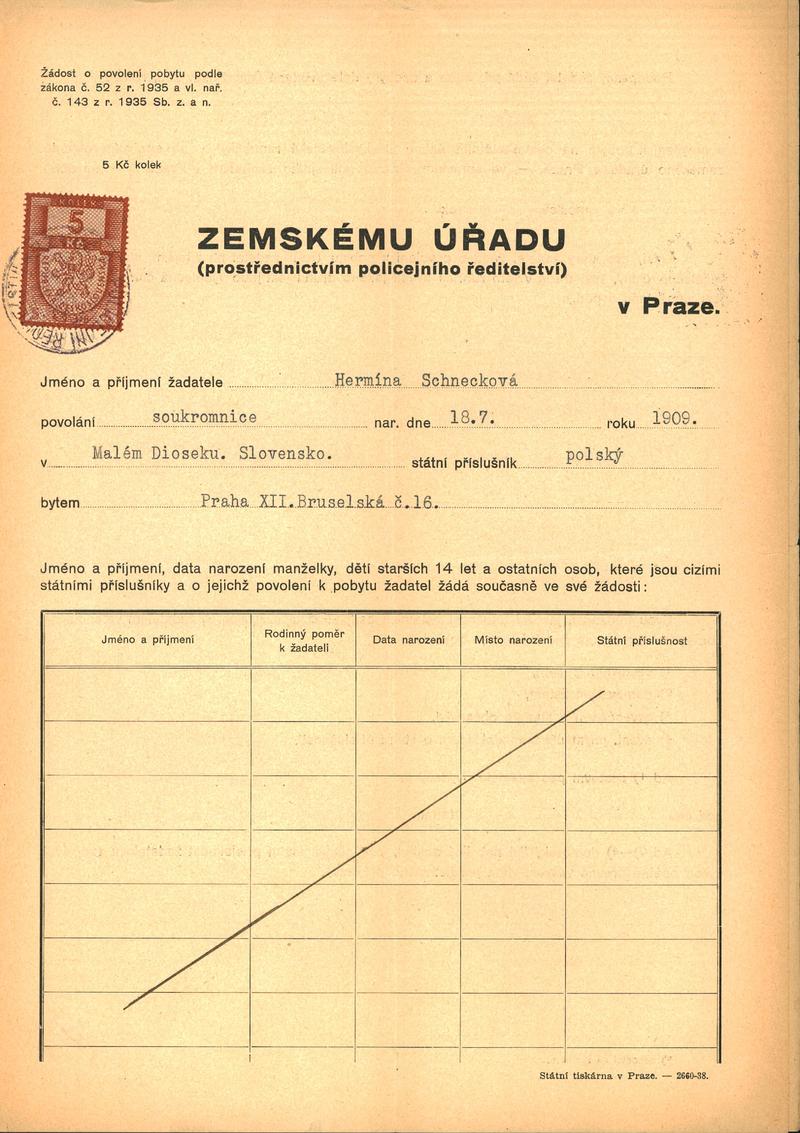 Žádost o povolení pobytu podle
zákona č. 52 z r. 1935 a vl. nař.
č. 143 z r. 1935 Sb. z. a n.
5 Kč kolek
KOLEK
5
Kč
ZEMSKÉMU ÚŘADU
(prostřednictvím policejního ředitelství)
v Praze.
Jméno a příjmení žadatele Hermína Schnecková
povolání soukromnice nar. dne 18.7. roku 1909.
v Malém Dioseku. Slovensko. státní příslušník polský
bytem Praha XII. Bruselská č.16.
Jméno a příjmení, data narození manželky, dětí starších 14 let a ostatních osob, které jsou cizími
státními příslušníky a o jejichž povolení k pobytu žadatel žádá současně ve své žádosti:
Jméno a příjmení Rodinný poměr k žadateli Data narození Místo narození Státní příslušnost
Státní tiskárna v Praze. — 2660-38.